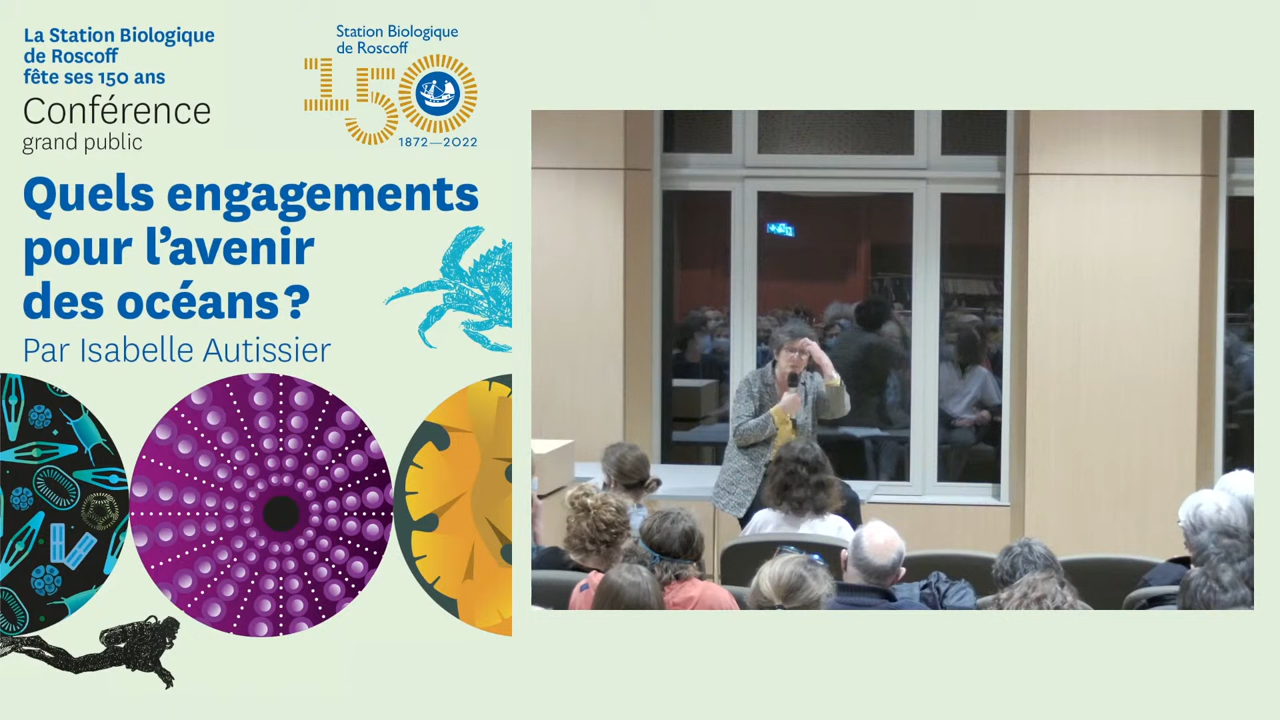 La Station Biologique
de Roscoff
fête ses 150 ans
Conférence
grand public
Station Biologique
de Roscoff
150
1872—2022
Quels engagements
pour l'avenir
des océans?
Par Isabelle Autissier